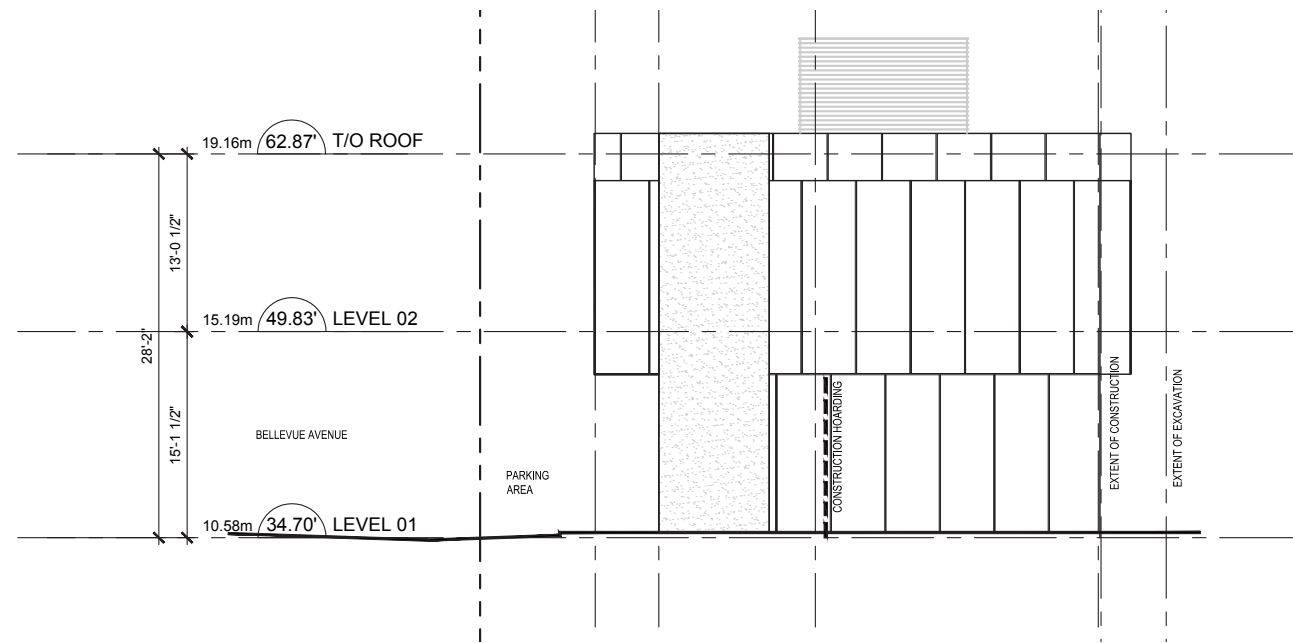 19.16m 62.87' T/O ROOF
13'-0 1/2"
15.19m 49.83' LEVEL 02
28'-2"
15'-1 1/2"
BELLEVUE AVENUE
PARKING
AREA
CONSTRUCTION HOARDING
EXTENT OF CONSTRUCTION
EXTENT OF EXCAVATION
10.58m 34.70' LEVEL 01